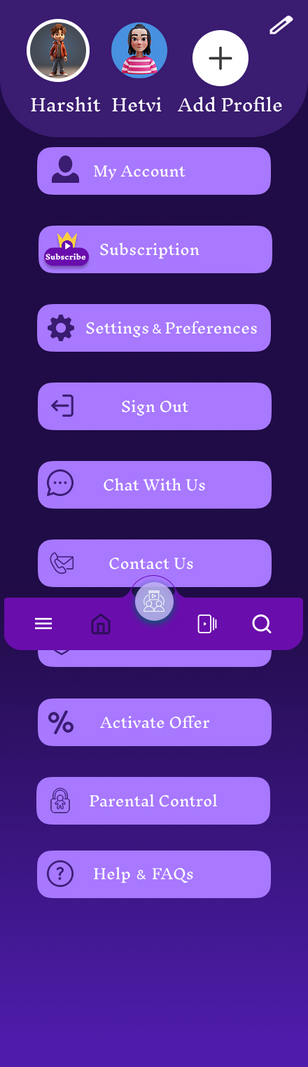 Harshit Hetvi Add Profile
My Account
Subscribe Subscription
Settings & Preferences
Sign Out
Chat With Us
Contact Us
% Activate Offer
Parental Control
? Help & FAQs